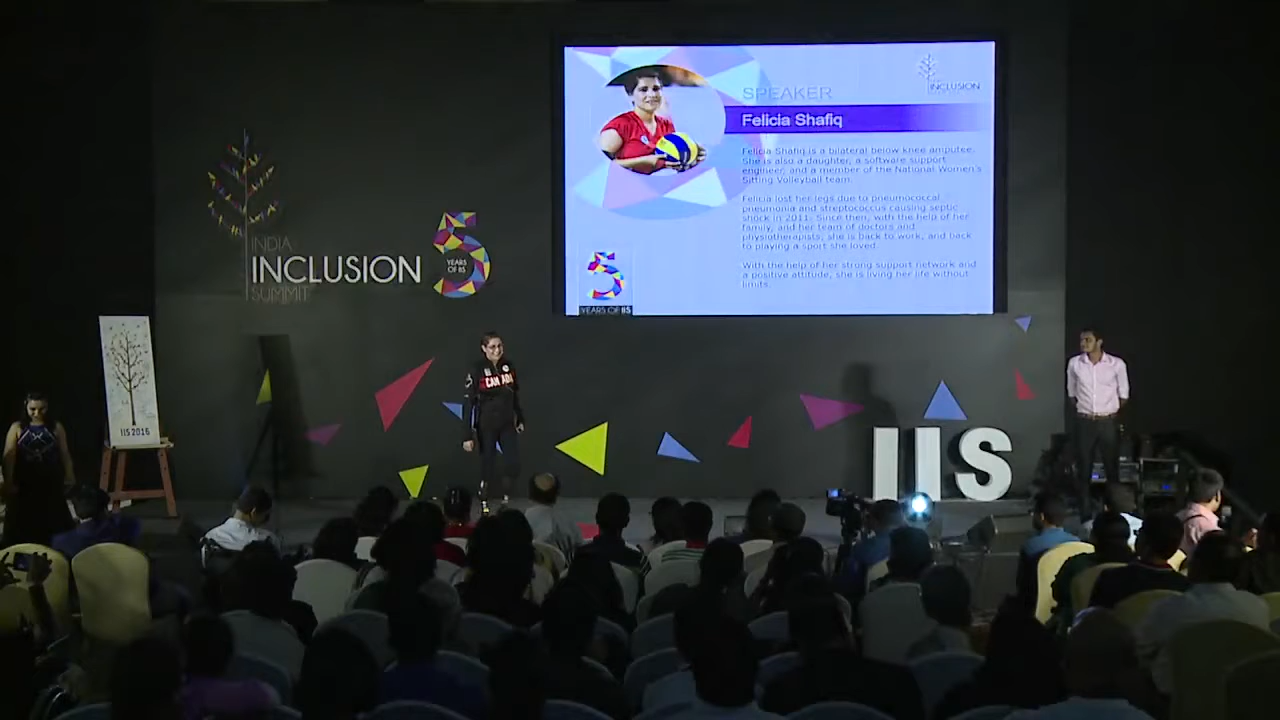 INDIA
INCLUSION
SUMMIT
5
YEARS
OF IIS
IIS 2016
CANADA
SPEAKER
INCLUSION
Felicia Shafiq
Felicia Shafiq is a bilateral below knee amputee.
She is also a daughter, a software support
engineer, and a member of the National Women's
Sitting Volleyball team.
Felicia lost her legs due to pneumococcal
pneumonia and streptococcus causing septic
shock in 2011. Since then, with the help of her
family, and her team of doctors and
physiotherapists, she is back to work, and back
to playing a sport she loved.
With the help of her strong support network and
a positive attitude, she is living her life without
limits.
5
YEARS OF IIS
IIS